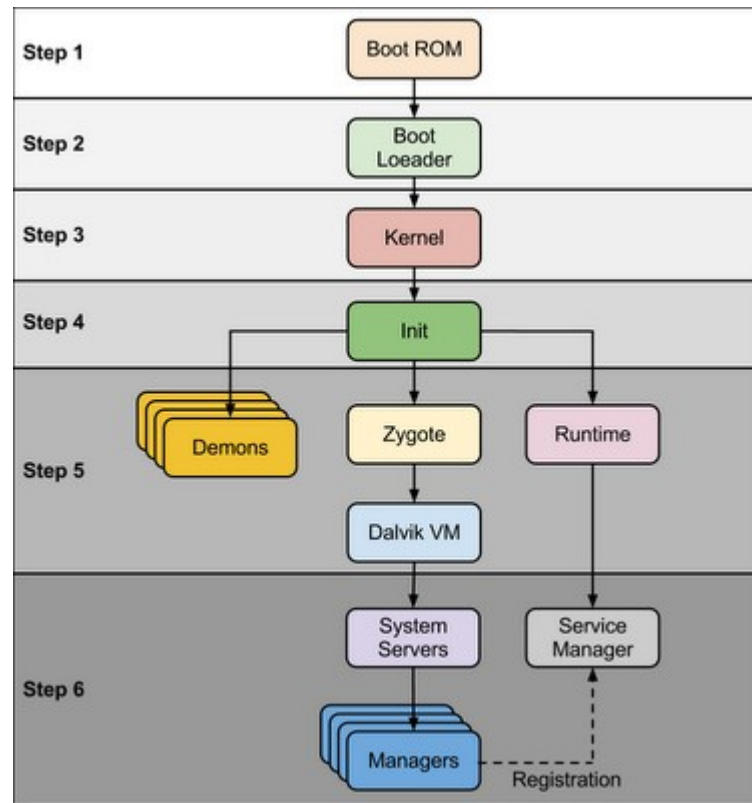 Step 1
Boot ROM
Step 2
Boot
Loeader
Step 3
Kernel
Step 4
Init
Step 5
Demons
Zygote
Runtime
Dalvik VM
Step 6
System
Servers
Service
Manager
Managers
Registration